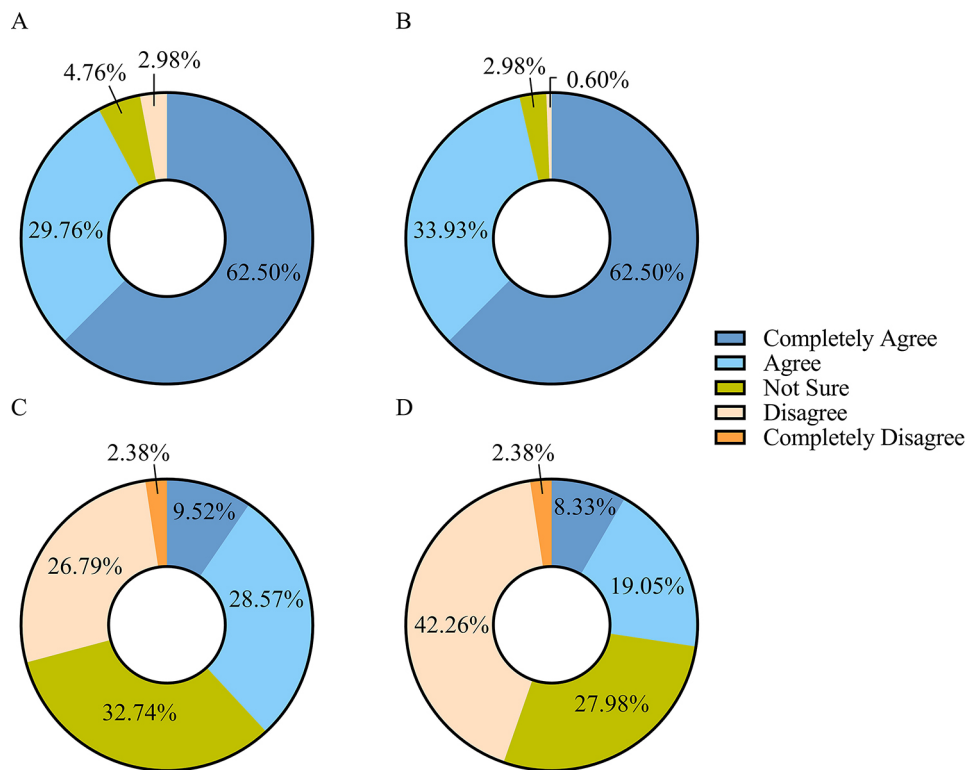 A
B
4.76%
2.98%
2.98%
0.60%
29.76%
62.50%
33.93%
62.50%
Completely Agree
Agree
Not Sure
Disagree
Completely Disagree
C
D
2.38%
9.52%
26.79%
28.57%
32.74%
2.38%
8.33%
19.05%
42.26%
27.98%